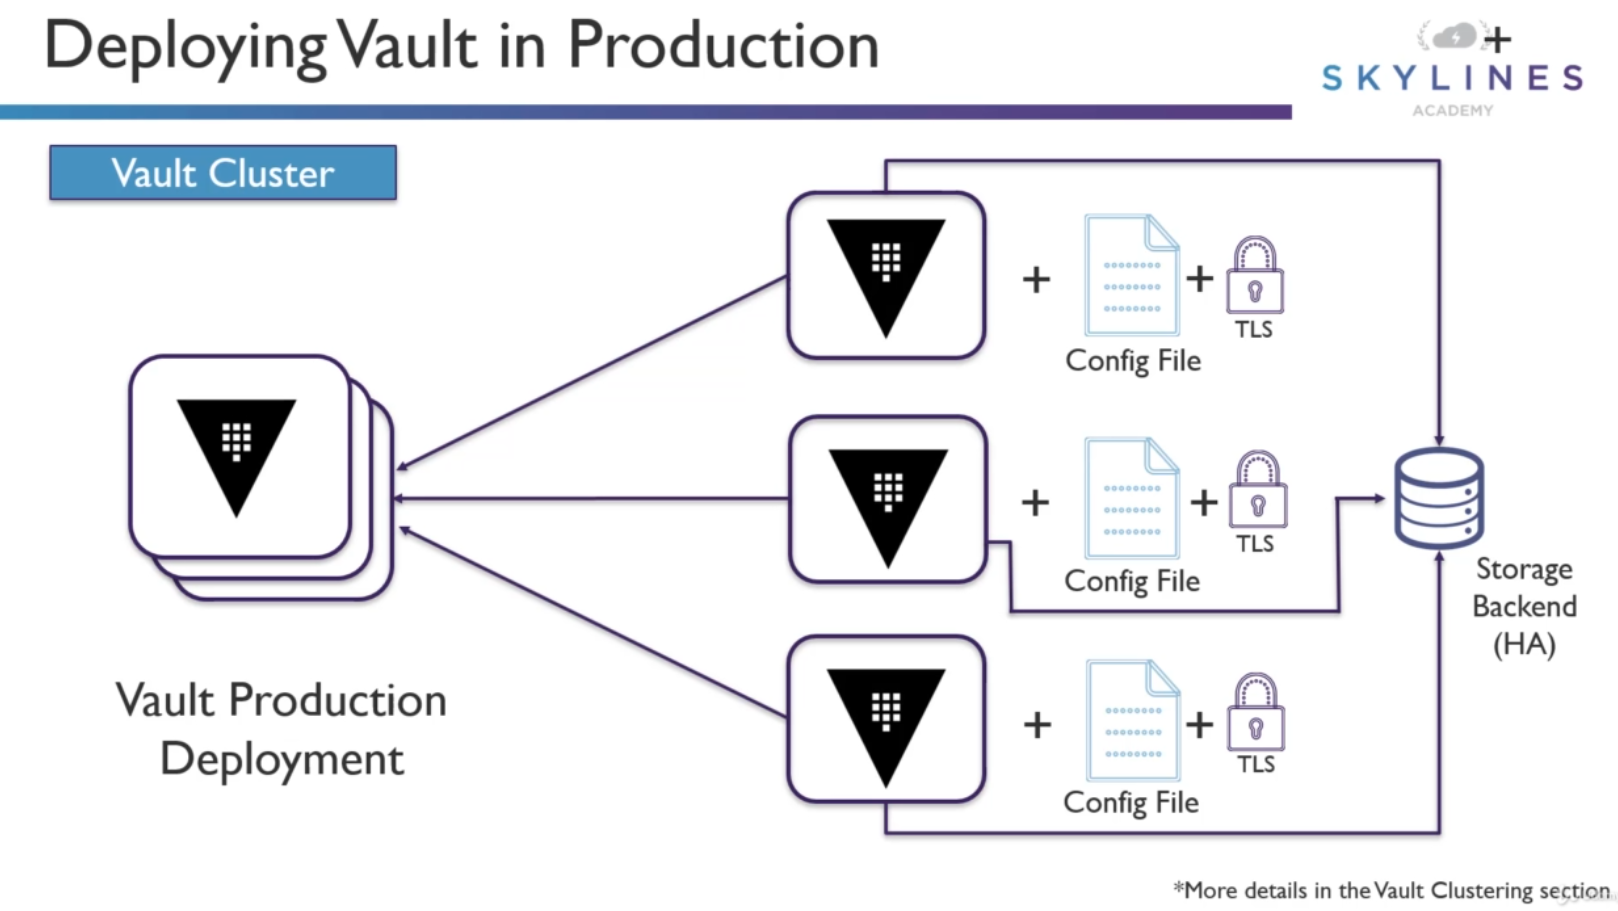 Deploying Vault in Production
+
SKYLINES
ACADEMY
Vault Cluster
+
+
TLS
Config File
+
+
TLS
Config File
Storage
Backend
(HA)
Vault Production
Deployment
+
+
TLS
Config File
*More details in the Vault Clustering section